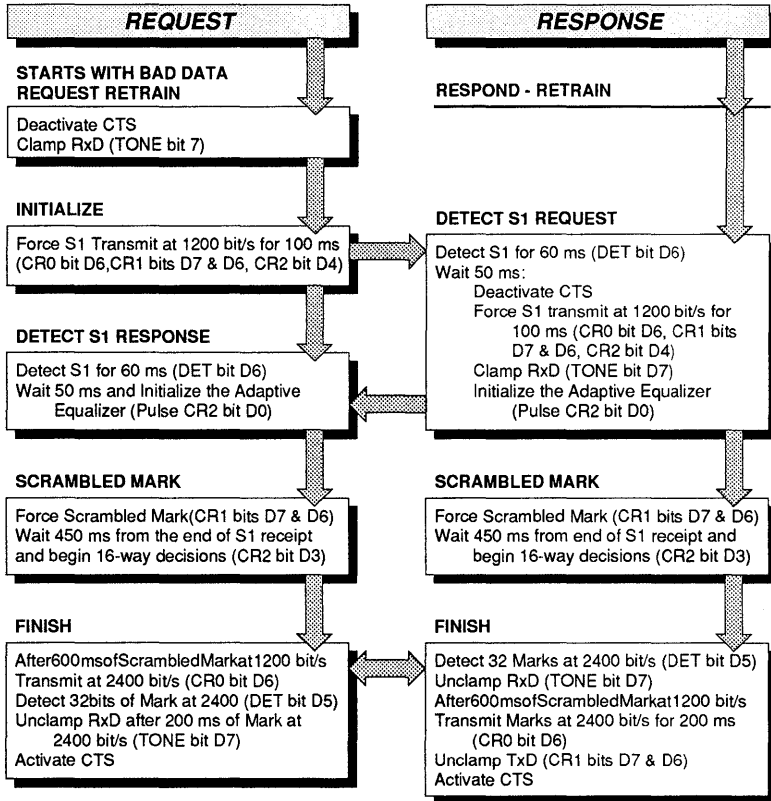 REQUEST
STARTS WITH BAD DATA
REQUEST RETRAIN
Deactivate CTS
Clamp RxD (TONE bit 7)
INITIALIZE
Force S1 Transmit at 1200 bit/s for 100 ms
(CR0 bit D6,CR1 bits D7 & D6, CR2 bit D4)
DETECT S1 RESPONSE
Detect S1 for 60 ms (DET bit D6)
Wait 50 ms and Initialize the Adaptive
Equalizer (Pulse CR2 bit D0)
SCRAMBLED MARK
Force Scrambled Mark(CR1 bits D7 & D6)
Wait 450 ms from the end of S1 receipt
and begin 16-way decisions (CR2 bit D3)
FINISH
After600msofScrambledMarkat1200 bit/s
Transmit at 2400 bit/s (CR0 bit D6)
Detect 32bits of Mark at 2400 (DET bit D5)
Unclamp RxD after 200 ms of Mark at
2400 bit/s (TONE bit D7)
Activate CTS
RESPONSE
RESPOND - RETRAIN
DETECT S1 REQUEST
Detect S1 for 60 ms (DET bit D6)
Wait 50 ms:
Deactivate CTS
Force S1 transmit at 1200 bit/s for
100 ms (CR0 bit D6, CR1 bits
D7 & D6, CR2 bit D4)
Clamp RxD (TONE bit D7)
Initialize the Adaptive Equalizer
(Pulse CR2 bit D0)
SCRAMBLED MARK
Force Scrambled Mark (CR1 bits D7 & D6)
Wait 450 ms from end of S1 receipt and
begin 16-way decisions (CR2 bit D3)
FINISH
Detect 32 Marks at 2400 bit/s (DET bit D5)
Unclamp RxD (TONE bit D7)
After600msofScrambledMarkat1200 bit/s
Transmit Marks at 2400 bit/s for 200 ms
(CR0 bit D6)
Unclamp TxD (CR1 bits D7 & D6)
Activate CTS